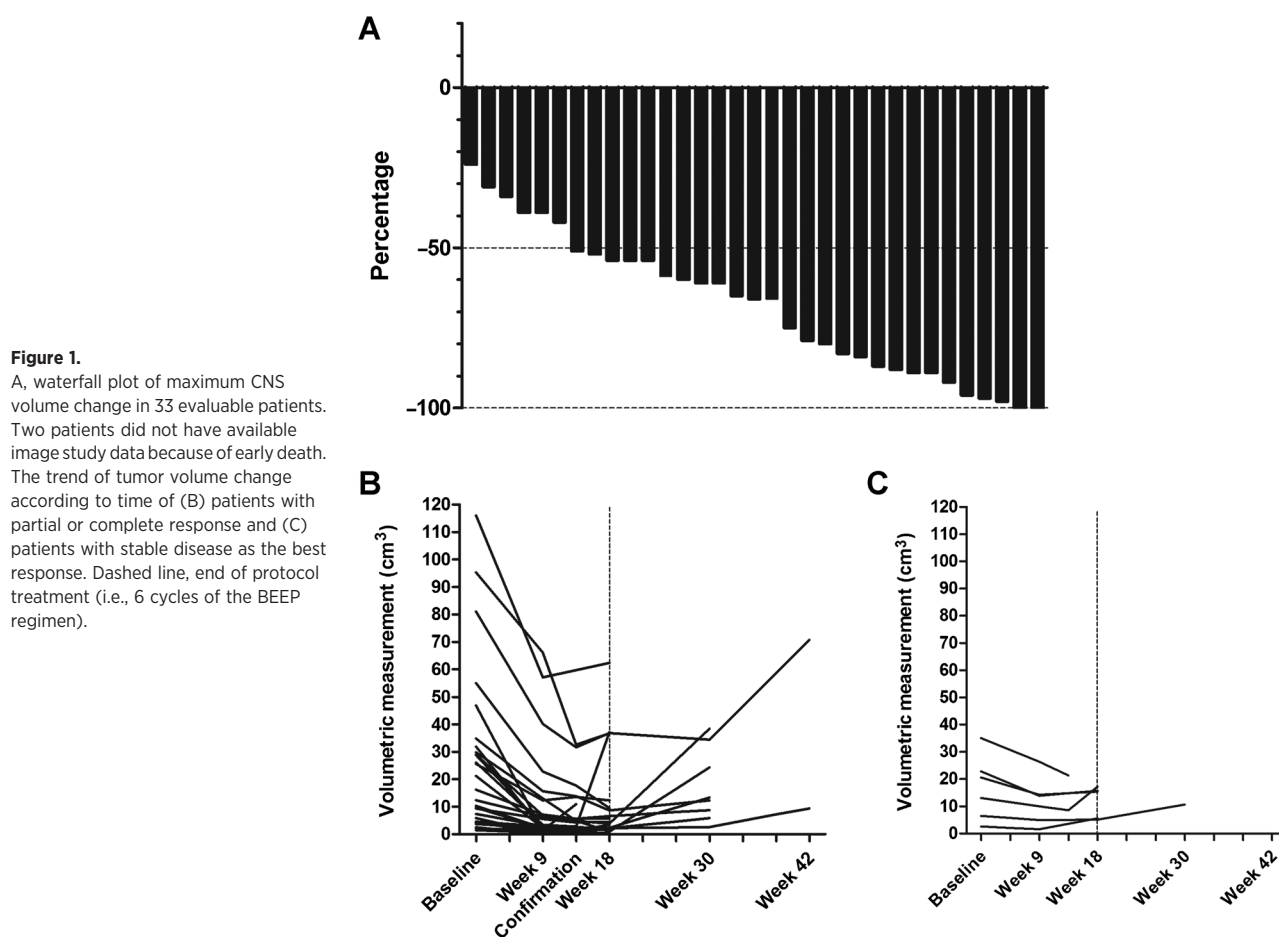 A
0
−50
−100
Percentage
Figure 1.
A, waterfall plot of maximum CNS
volume change in 33 evaluable patients.
Two patients did not have available
image study data because of early death.
The trend of tumor volume change
according to time of (B) patients with
partial or complete response and (C)
patients with stable disease as the best
response. Dashed line, end of protocol
treatment (i.e., 6 cycles of the BEEP
regimen).
B
120
110
100
90
80
70
60
50
40
30
20
10
0
Volumetric measurement (cm³)
Baseline
Week 9
Confirmation
Week 18
Week 30
Week 42
C
120
110
100
90
80
70
60
50
40
30
20
10
0
Volumetric measurement (cm³)
Baseline
Week 9
Week 18
Week 30
Week 42